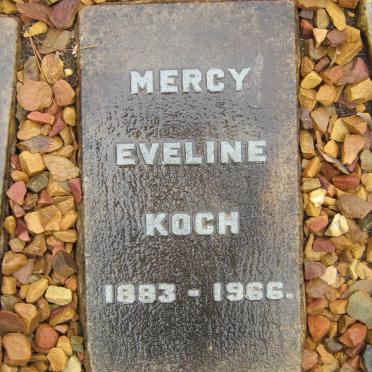 MERCY
EVELINE
KOCH
1883 - 1966.